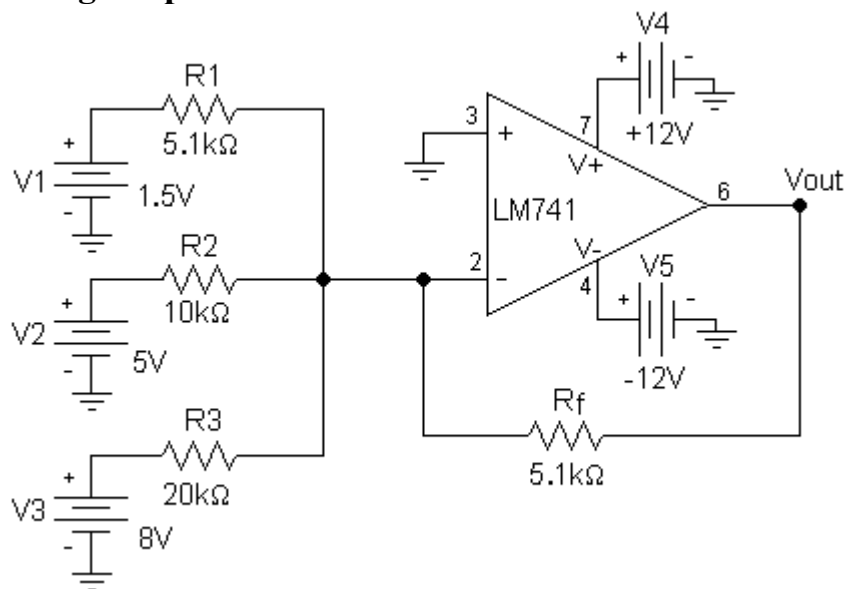 V4
+ -
+12V
R1
5.1kΩ
+
V1
-
1.5V
3
+
7
V+
LM741
6
Vout
R2
10kΩ
2
-
V-
4
V5
+ -
-12V
+
V2
-
5V
R3
20kΩ
Rf
5.1kΩ
+
V3
-
8V